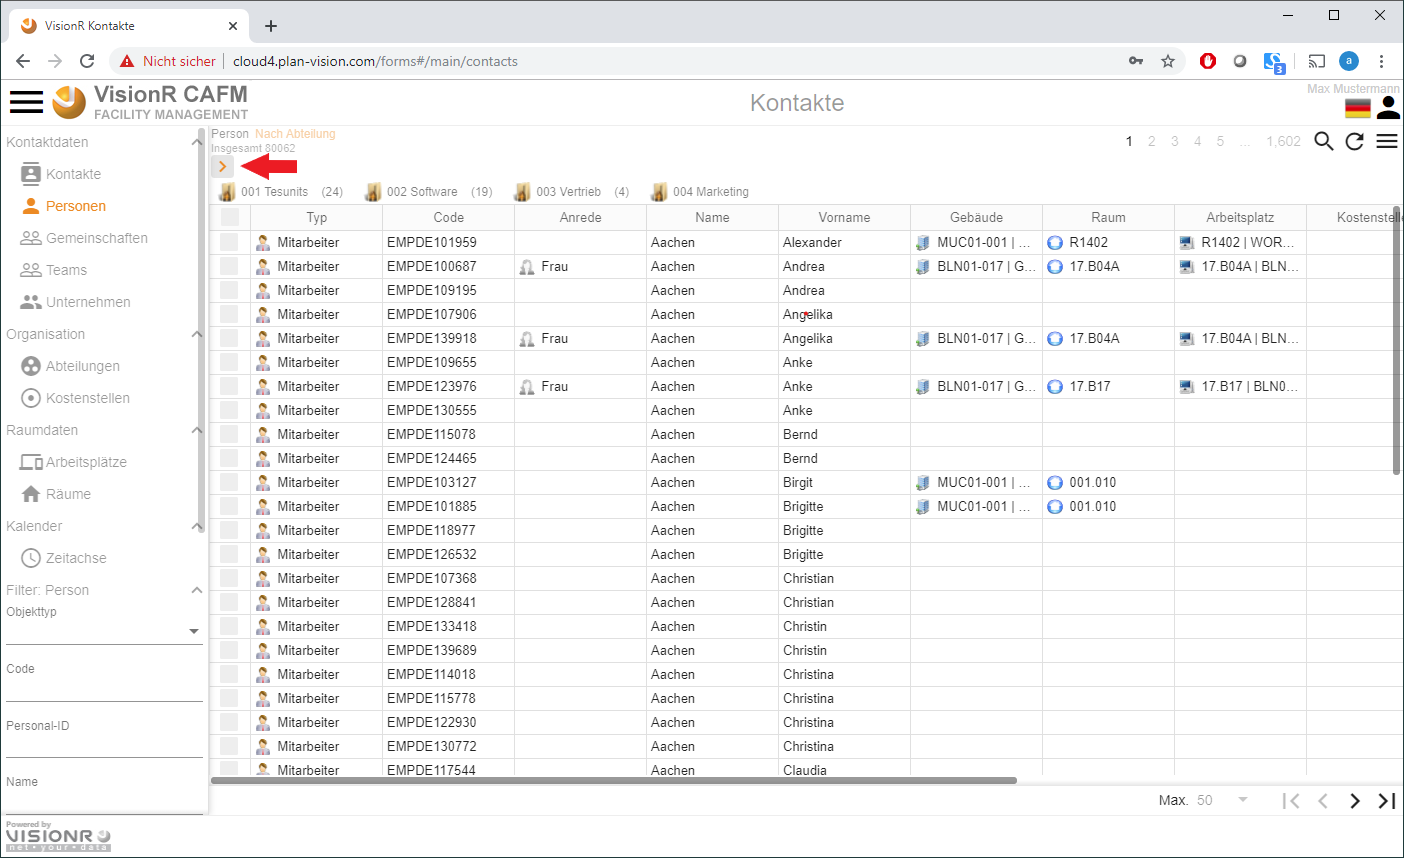 VisionR Kontakte
Nicht sicher cloud4.plan-vision.com/forms#/main/contacts
3
a
VisionR CAFM
FACILITY MANAGEMENT
Kontakte
Max Mustermann
Kontaktdaten
Kontakte
Personen
Gemeinschaften
Teams
Unternehmen
Organisation
Abteilungen
Kostenstellen
Raumdaten
Arbeitsplätze
Räume
Kalender
Zeitachse
Filter: Person
Objekttyp
Code
Personal-ID
Name
Person Nach Abteilung
Insgesamt 80062
1 2 3 4 5 ... 1,602
001 Tesunits (24) 002 Software (19) 003 Vertrieb (4) 004 Marketing
Typ Code Anrede Name Vorname Gebäude Raum Arbeitsplatz Kostenstell
Mitarbeiter EMPDE101959 Aachen Alexander MUC01-001 | ... R1402 R1402 | WOR...
Mitarbeiter EMPDE100687 Frau Aachen Andrea BLN01-017 | G... 17.B04A 17.B04A | BLN...
Mitarbeiter EMPDE109195 Aachen Andrea
Mitarbeiter EMPDE107906 Aachen Angelika
Mitarbeiter EMPDE139918 Frau Aachen Angelika BLN01-017 | G... 17.B04A 17.B04A | BLN...
Mitarbeiter EMPDE109655 Aachen Anke
Mitarbeiter EMPDE123976 Frau Aachen Anke BLN01-017 | G... 17.B17 17.B17 | BLN0...
Mitarbeiter EMPDE130555 Aachen Anke
Mitarbeiter EMPDE115078 Aachen Bernd
Mitarbeiter EMPDE124465 Aachen Bernd
Mitarbeiter EMPDE103127 Aachen Birgit MUC01-001 | ... 001.010
Mitarbeiter EMPDE101885 Aachen Brigitte MUC01-001 | ... 001.010
Mitarbeiter EMPDE118977 Aachen Brigitte
Mitarbeiter EMPDE126532 Aachen Brigitte
Mitarbeiter EMPDE107368 Aachen Christian
Mitarbeiter EMPDE128841 Aachen Christian
Mitarbeiter EMPDE133418 Aachen Christin
Mitarbeiter EMPDE139689 Aachen Christin
Mitarbeiter EMPDE114018 Aachen Christina
Mitarbeiter EMPDE115778 Aachen Christina
Mitarbeiter EMPDE122930 Aachen Christina
Mitarbeiter EMPDE130772 Aachen Christina
Mitarbeiter EMPDE117544 Aachen Claudia
Max. 50
Powered by
VISIONR
net • your • data